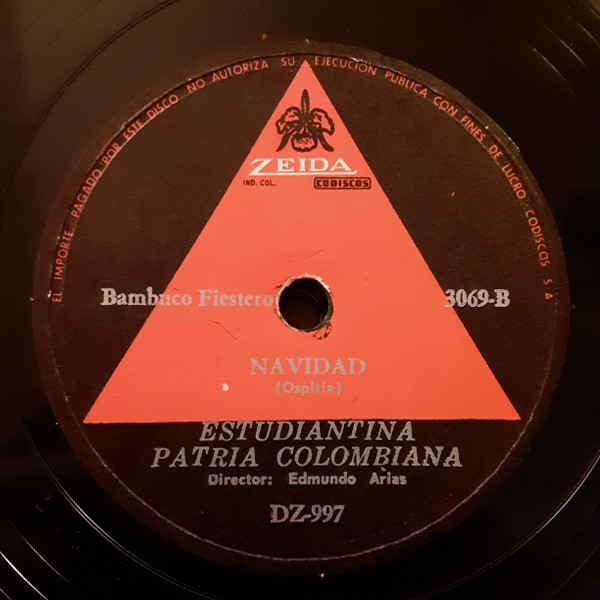 EL IMPORTE PAGADO POR ESTE DISCO NO AUTORIZA SU EJECUCION PUBLICA CON FINES DE LUCRO CODISCOS S A
ZEIDA
IND. COL. CODISCOS
Bambuco Fiestero 3069-B
NAVIDAD
(Ospitia)
ESTUDIANTINA
PATRIA COLOMBIANA
Director: Edmundo Arias
DZ-997